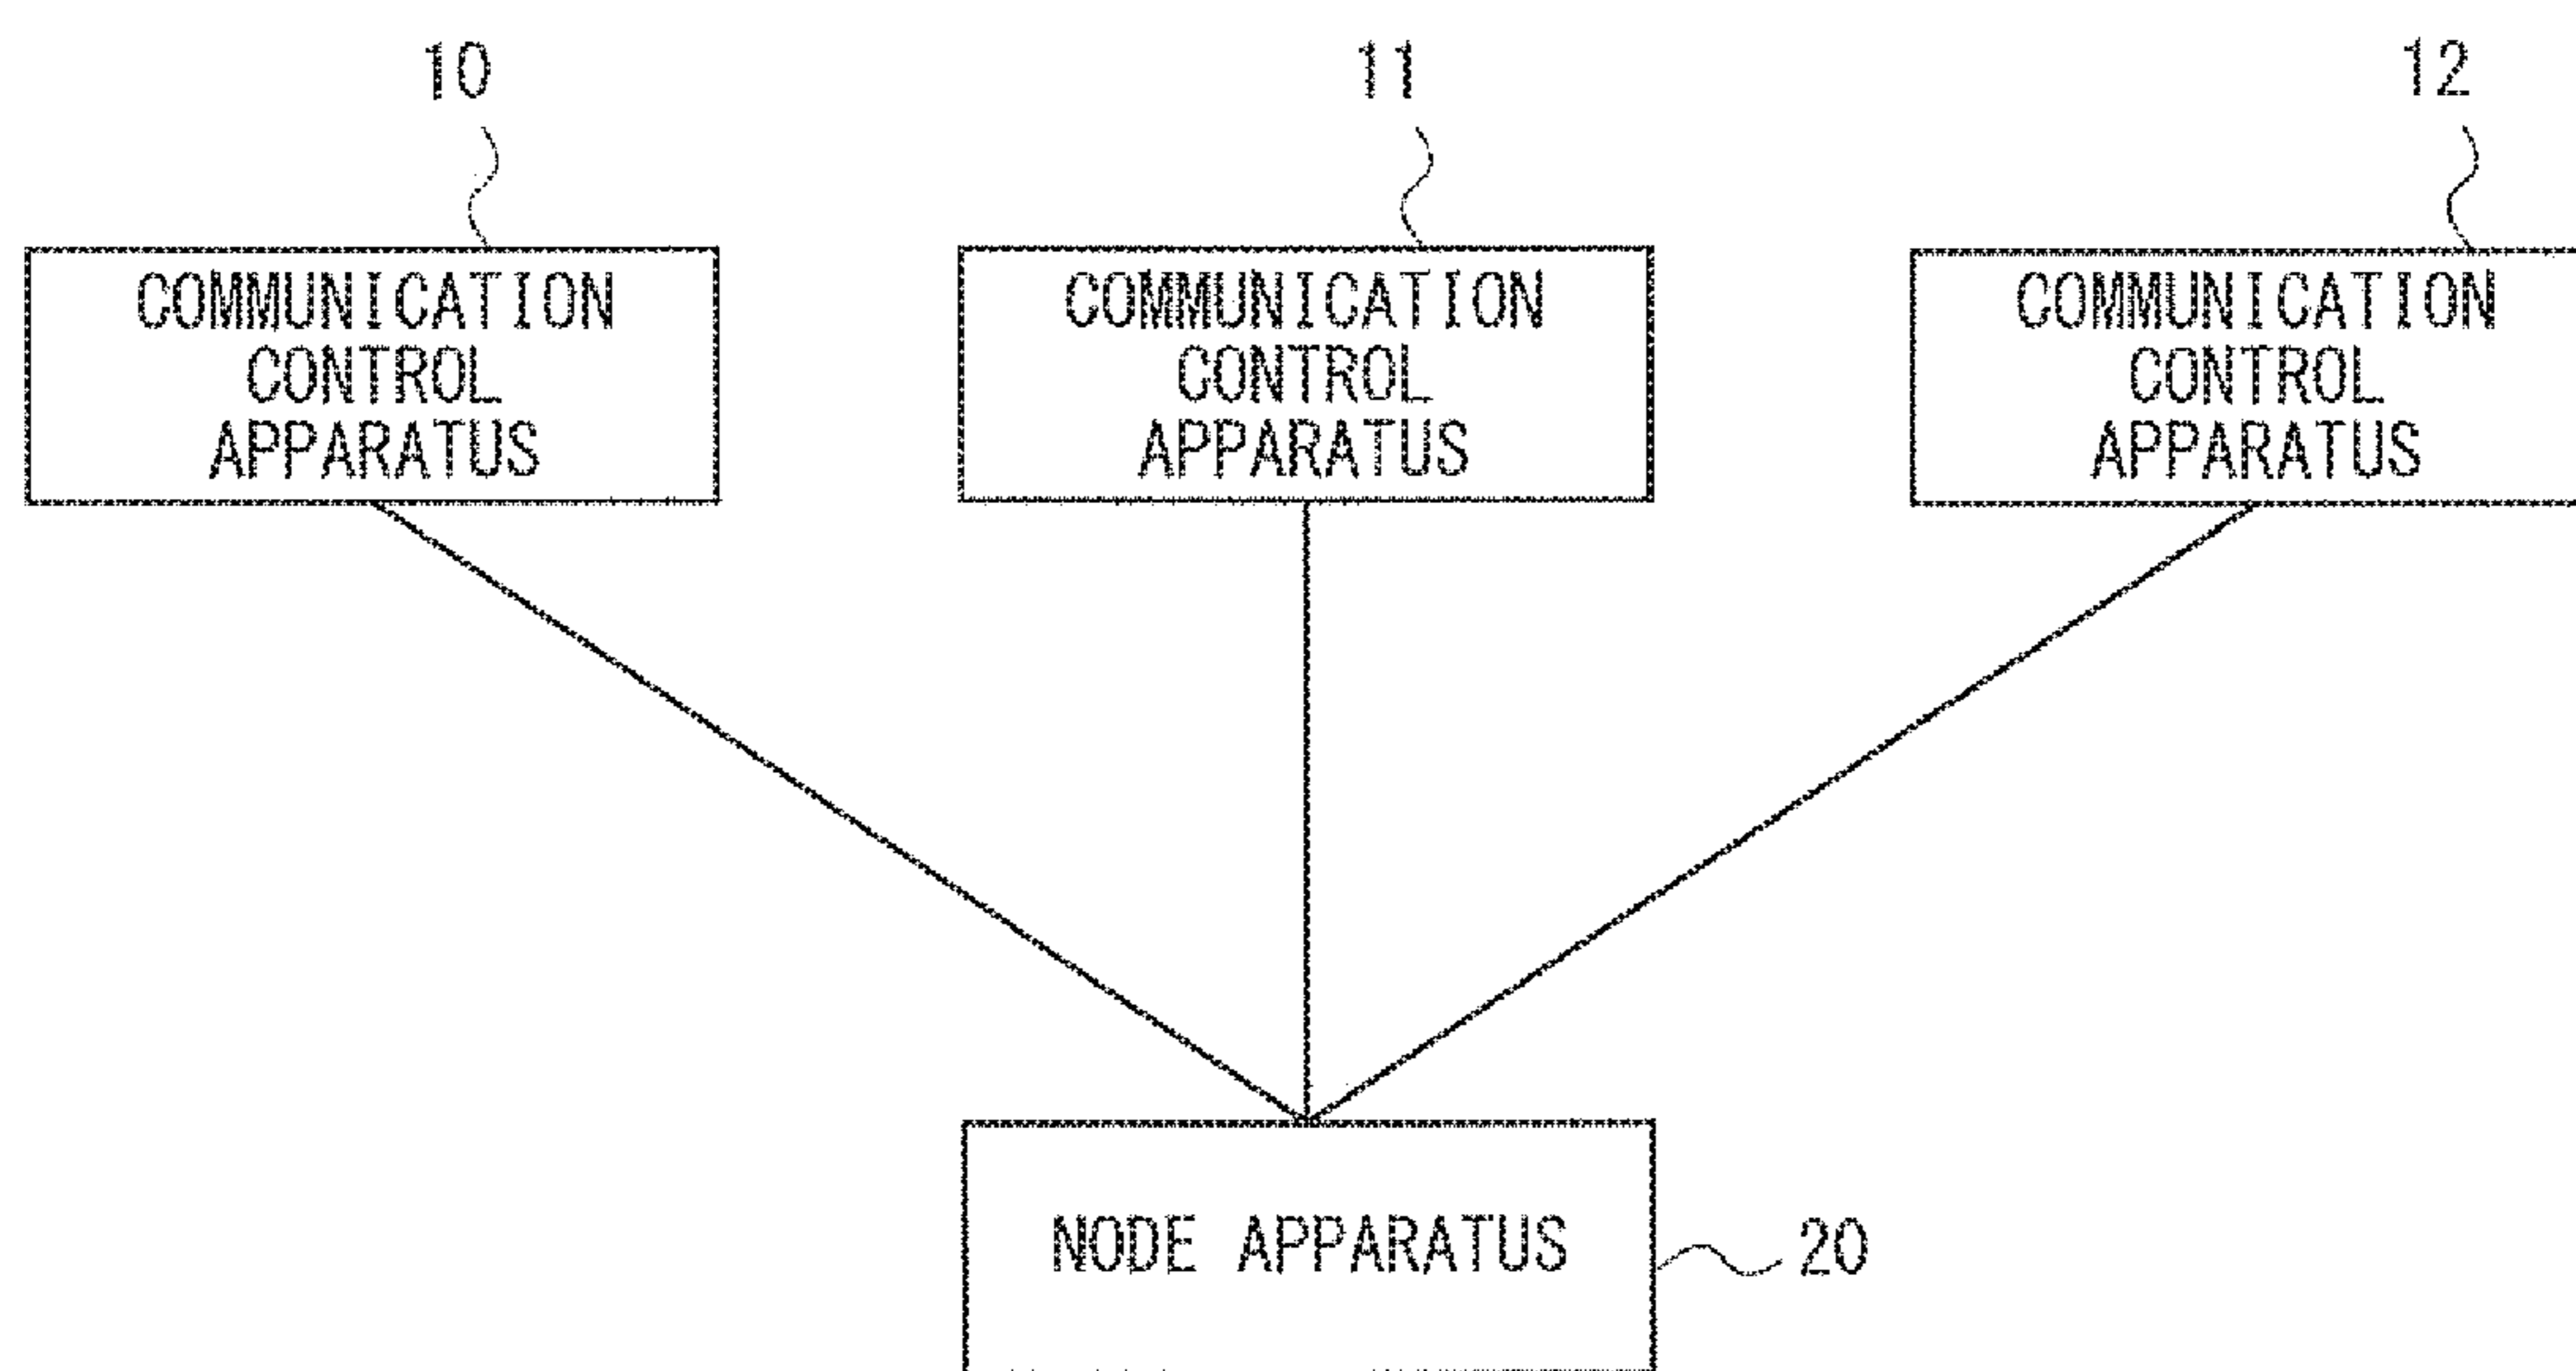 10
11
12
COMMUNICATION
CONTROL
APPARATUS
COMMUNICATION
CONTROL
APPARATUS
COMMUNICATION
CONTROL
APPARATUS
NODE APPARATUS
20